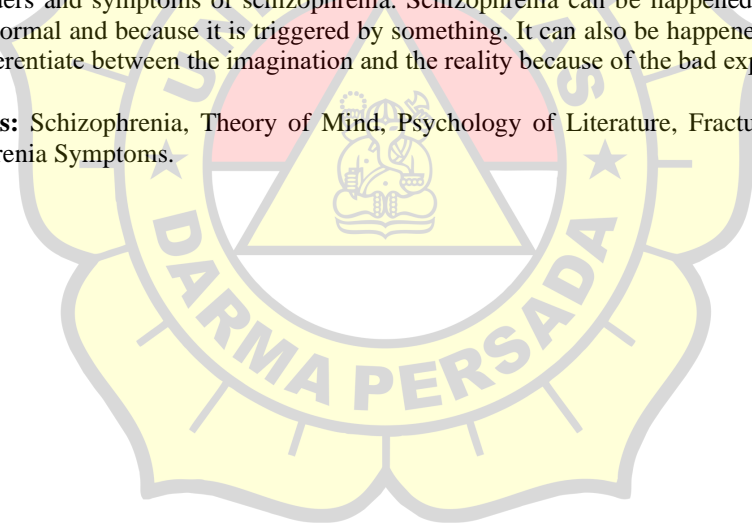 ders and symptoms of schizophrenia. Schizophrenia can be happened
ormal and because it is triggered by something. It can also be happene
erentiate between the imagination and the reality because of the bad exp
s: Schizophrenia, Theory of Mind, Psychology of Literature, Fractu
renia Symptoms.
UNIVERSITAS
DARMA PERSADA